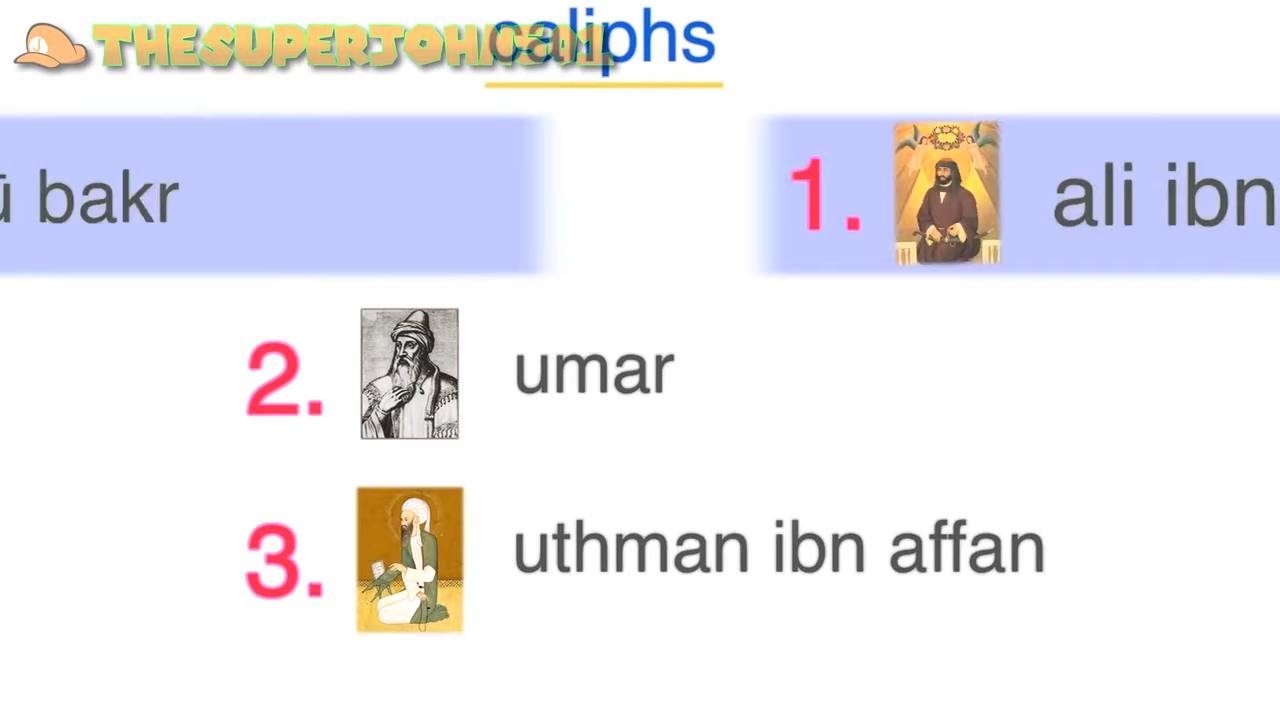 THESUPERJOHN
caliphs
ū bakr
1. ali ibn
2. umar
3. uthman ibn affan